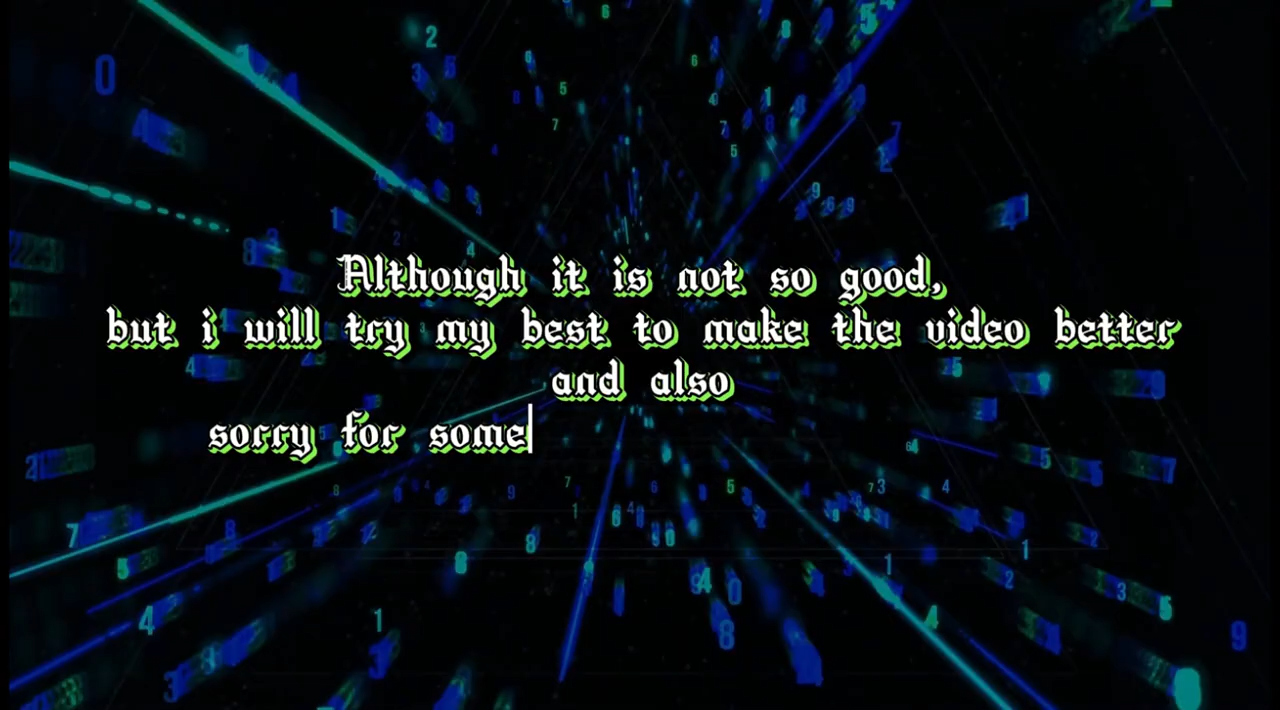 Although it is not so good,
but i will try my best to make the video better
and also
sorry for some